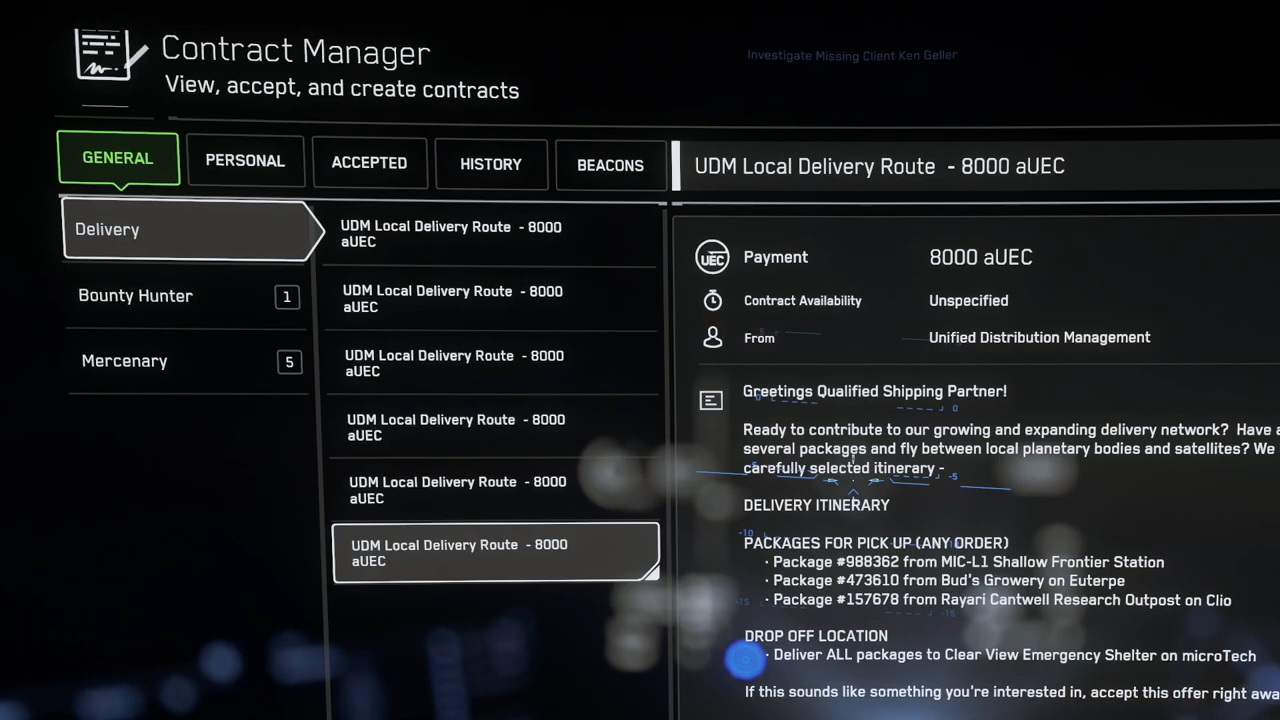 Contract Manager
View, accept, and create contracts
Investigate Missing Client Ken Geller
GENERAL
PERSONAL
ACCEPTED
HISTORY
BEACONS
Delivery
Bounty Hunter
1
Mercenary
5
UDM Local Delivery Route - 8000
aUEC
UDM Local Delivery Route - 8000
aUEC
UDM Local Delivery Route - 8000
aUEC
UDM Local Delivery Route - 8000
aUEC
UDM Local Delivery Route - 8000
aUEC
UDM Local Delivery Route - 8000
aUEC
UDM Local Delivery Route - 8000 aUEC
UEC
Payment
8000 aUEC
Contract Availability
Unspecified
From
Unified Distribution Management
Greetings Qualified Shipping Partner!
Ready to contribute to our growing and expanding delivery network? Have a
several packages and fly between local planetary bodies and satellites? We
carefully selected itinerary -
DELIVERY ITINERARY
PACKAGES FOR PICK UP (ANY ORDER)
· Package #988362 from MIC-L1 Shallow Frontier Station
· Package #473610 from Bud's Growery on Euterpe
· Package #157678 from Rayari Cantwell Research Outpost on Clio
DROP OFF LOCATION
· Deliver ALL packages to Clear View Emergency Shelter on microTech
If this sounds like something you're interested in, accept this offer right awa
0
-5
-10
-15
-15